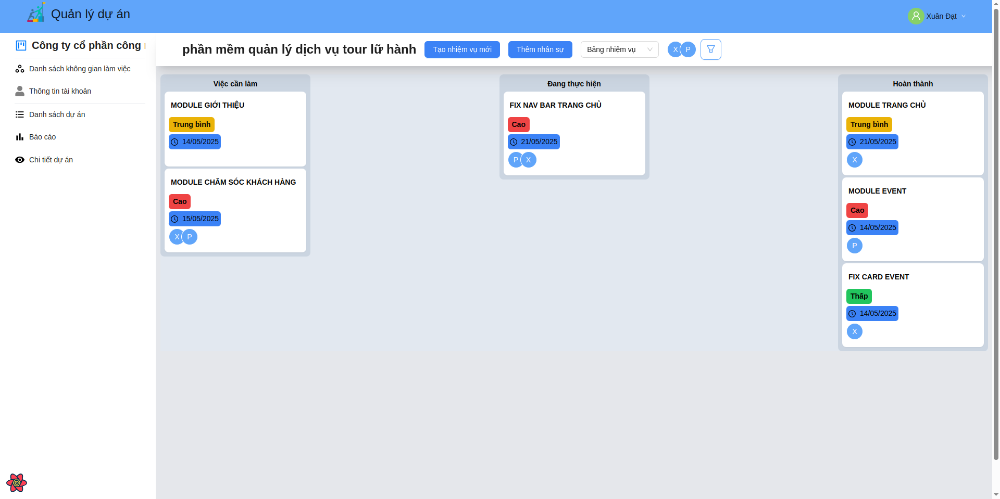 Quản lý dự án
Xuân Đạt
Công ty cổ phần công
Danh sách không gian làm việc
Thông tin tài khoản
Danh sách dự án
Báo cáo
Chi tiết dự án
phần mềm quản lý dịch vụ tour lữ hành
Tạo nhiệm vụ mới
Thêm nhân sự
Bảng nhiệm vụ
X P
Việc cần làm
MODULE GIỚI THIỆU
Trung bình
14/05/2025
MODULE CHĂM SÓC KHÁCH HÀNG
Cao
15/05/2025
X P
Đang thực hiện
FIX NAV BAR TRANG CHỦ
Cao
21/05/2025
P X
Hoàn thành
MODULE TRANG CHỦ
Trung bình
21/05/2025
X
MODULE EVENT
Cao
14/05/2025
P
FIX CARD EVENT
Thấp
14/05/2025
X